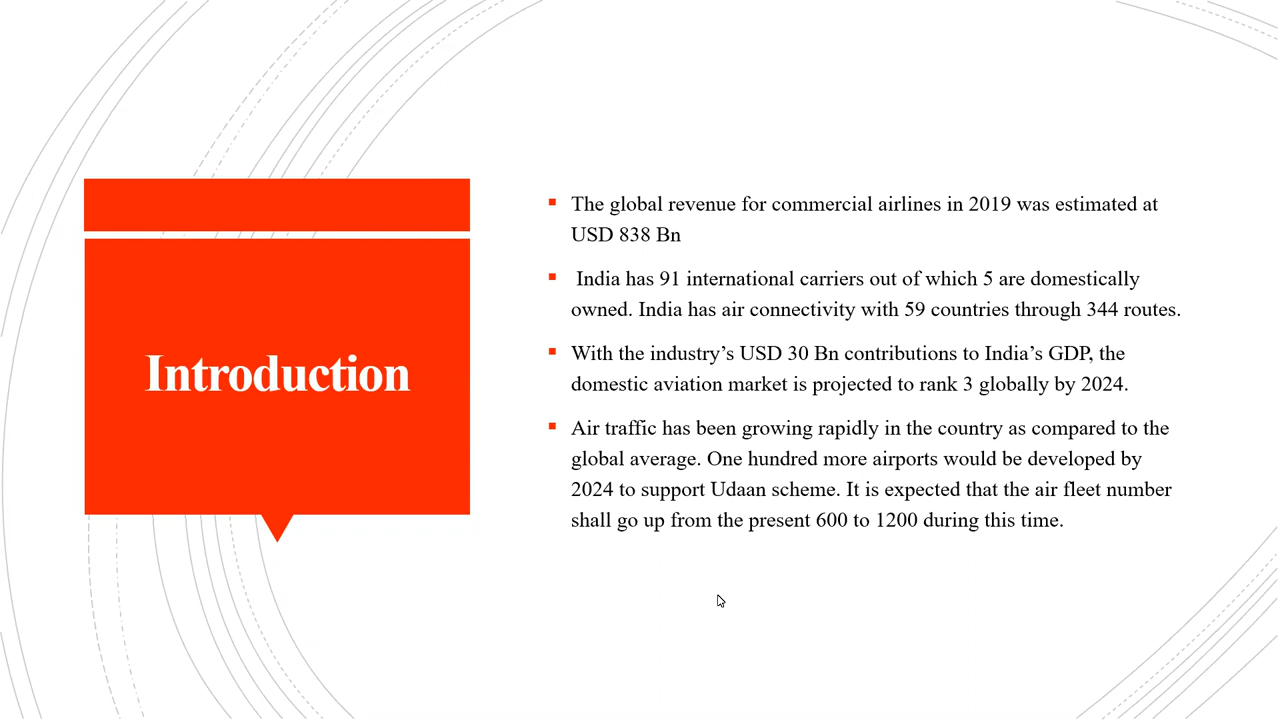 Introduction
The global revenue for commercial airlines in 2019 was estimated at
USD 838 Bn
India has 91 international carriers out of which 5 are domestically
owned. India has air connectivity with 59 countries through 344 routes.
With the industry’s USD 30 Bn contributions to India’s GDP, the
domestic aviation market is projected to rank 3 globally by 2024.
Air traffic has been growing rapidly in the country as compared to the
global average. One hundred more airports would be developed by
2024 to support Udaan scheme. It is expected that the air fleet number
shall go up from the present 600 to 1200 during this time.